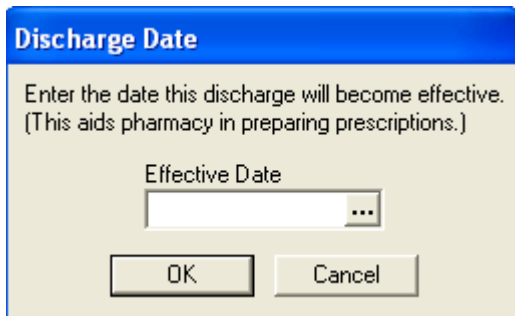 Discharge Date
Enter the date this discharge will become effective.
(This aids pharmacy in preparing prescriptions.)
Effective Date
...
OK Cancel